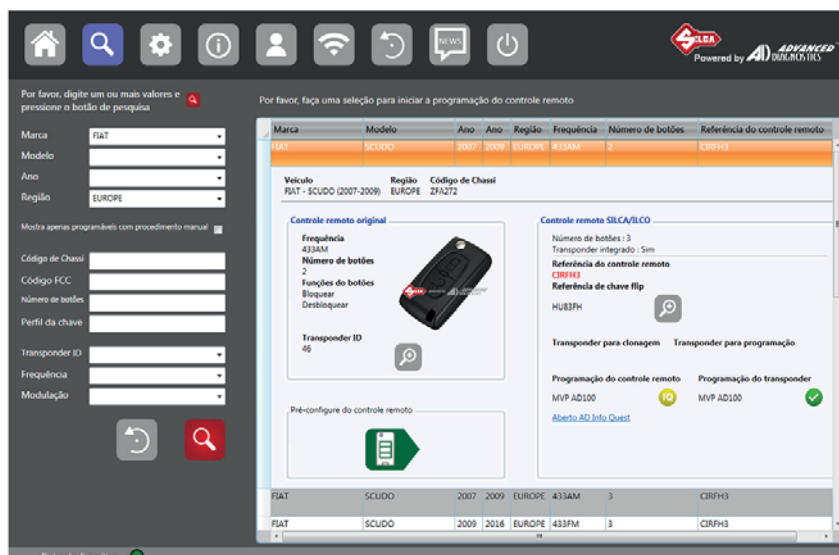 NEWS
SILCA
Powered by AD ADVANCED DIAGNOSTICS
Por favor, digite um ou mais valores e
pressione o botão de pesquisa
Marca FIAT
Modelo
Ano
Região EUROPE
Mostra apenas programáveis com procedimento manual
Código de Chassi
Código FCC
Número de botões
Perfil da chave
Transponder ID
Frequência
Modulação
Por favor, faça uma seleção para iniciar a programação do controle remoto
Marca Modelo Ano Ano Região Frequência Número de botões Referência do controle remoto
FIAT SCUDO 2007 2009 EUROPE 433AM 2 CIRFH3
Veículo Região Código de Chassi
FIAT - SCUDO (2007-2009) EUROPE ZFA272
Controle remoto original
Frequência
433AM
Número de botões
2
Funções do botões
Bloquear
Desbloquear
Transponder ID
46
SILCA ADVANCED DIAGNOSTICS
Pré-configure do controle remoto
Controle remoto SILCA/ILCO
Número de botões : 3
Transponder integrado : Sim
Referência do controle remoto
CIRFH3
Referência de chave flip
HU83FH
Transponder para clonagem Transponder para programação
Programação do controle remoto Programação do transponder
MVP AD100 IQ MVP AD100
Aberto AD Info Quest
FIAT SCUDO 2007 2009 EUROPE 433AM 3 CIRFH3
FIAT SCUDO 2009 2016 EUROPE 433FM 3 CIRFH3